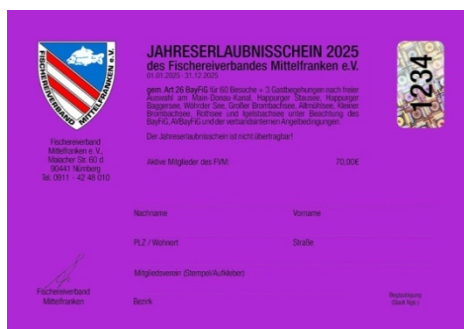 FISCHEREIVERBAND MITTELFRANKEN e.V.
Fischereiverband
Mittelfranken e. V.,
Maiacher Str. 60 d
90441 Nürnberg
Tel. 0911 - 42 48 010
JAHRESERLAUBNISSCHEIN 2025
des Fischereiverbandes Mittelfranken e.V.
01.01.2025 - 31.12.2025
gem. Art 26 BayFiG für 60 Besuche + 3 Gastbegehungen nach freier
Auswahl am Main-Donau-Kanal, Happurger Stausee, Happurger
Baggersee, Wöhrder See, Großer Brombachsee, Altmühlsee, Kleiner
Brombachsee, Rothsee und Igelsbachsee unter Beachtung des
BayFiG, AVBayFiG und der verbandsinternen Angelbedingungen.
Der Jahreserlaubnisschein ist nicht übertragbar!
Aktive Mitglieder des FVM: 70,00€
1234
Nachname Vorname
PLZ / Wohnort Straße
Mitgliedsverein (Stempel/Aufkleber)
Bezirk
Fischereiverband
Mittelfranken